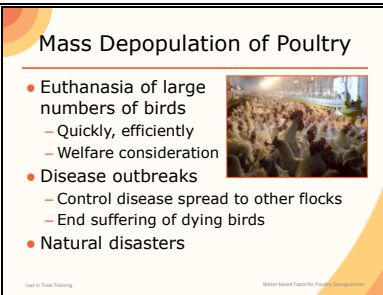 Mass Depopulation of Poultry
• Euthanasia of large
numbers of birds
– Quickly, efficiently
– Welfare consideration
• Disease outbreaks
– Control disease spread to other flocks
– End suffering of dying birds
• Natural disasters
Just in Time Training
Water-based Foam for Poultry Depopulation